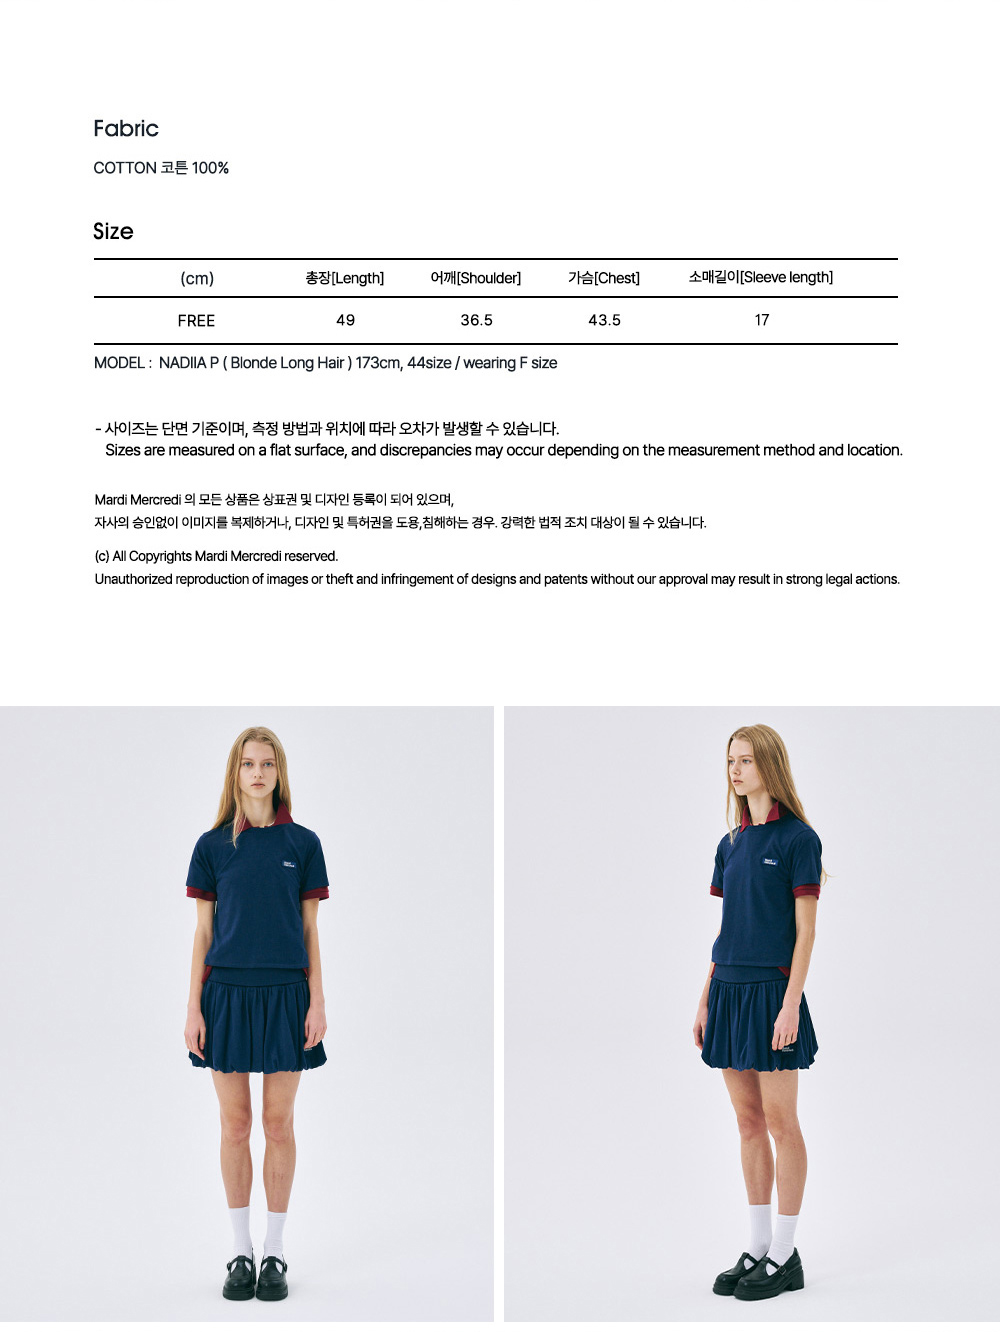 Fabric
COTTON 코튼 100%
Size
(cm) 총장[Length] 어깨[Shoulder] 가슴[Chest] 소매길이[Sleeve length]
FREE 49 36.5 43.5 17
MODEL : NADIIA P ( Blonde Long Hair ) 173cm, 44size / wearing F size
- 사이즈는 단면 기준이며, 측정 방법과 위치에 따라 오차가 발생할 수 있습니다.
Sizes are measured on a flat surface, and discrepancies may occur depending on the measurement method and location.
Mardi Mercredi 의 모든 상품은 상표권 및 디자인 등록이 되어 있으며,
자사의 승인없이 이미지를 복제하거나, 디자인 및 특허권을 도용,침해하는 경우. 강력한 법적 조치 대상이 될 수 있습니다.
(c) All Copyrights Mardi Mercredi reserved.
Unauthorized reproduction of images or theft and infringement of designs and patents without our approval may result in strong legal actions.